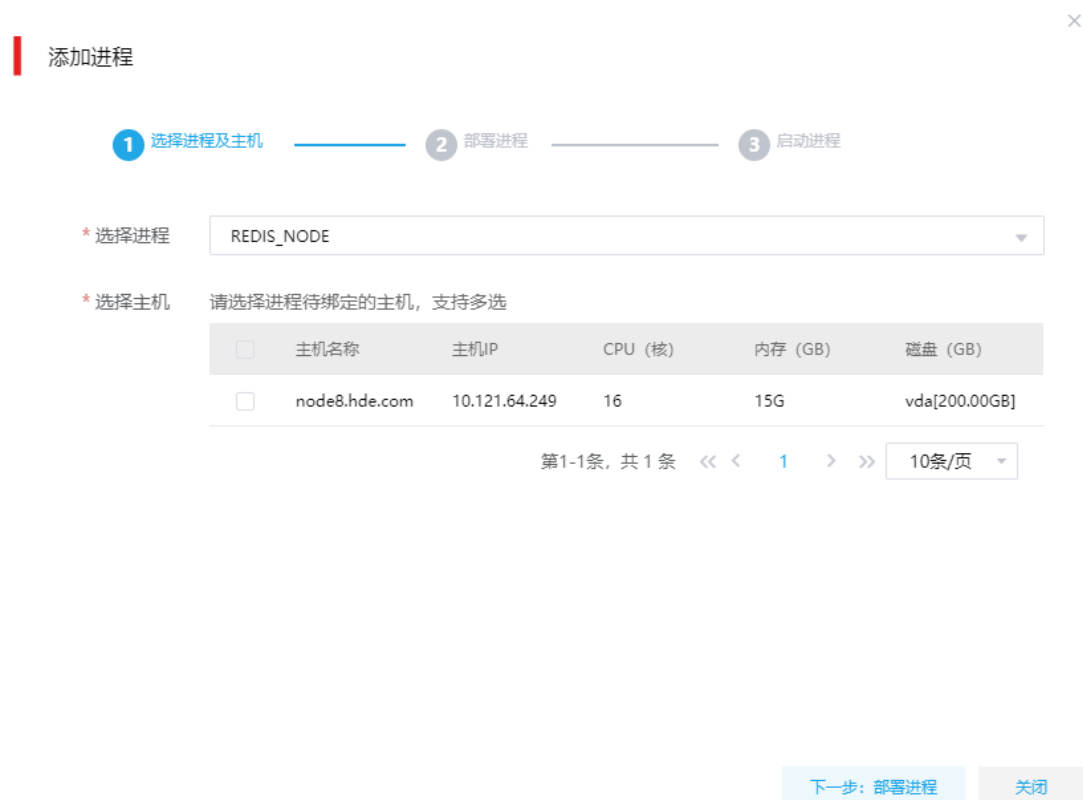 添加进程
1 选择进程及主机 2 部署进程 3 启动进程
* 选择进程 REDIS_NODE
* 选择主机 请选择进程待绑定的主机，支持多选
主机名称 主机IP CPU（核） 内存（GB） 磁盘（GB）
node8.hde.com 10.121.64.249 16 15G vda[200.00GB]
第1-1条，共 1 条 1 10条/页
下一步：部署进程 关闭